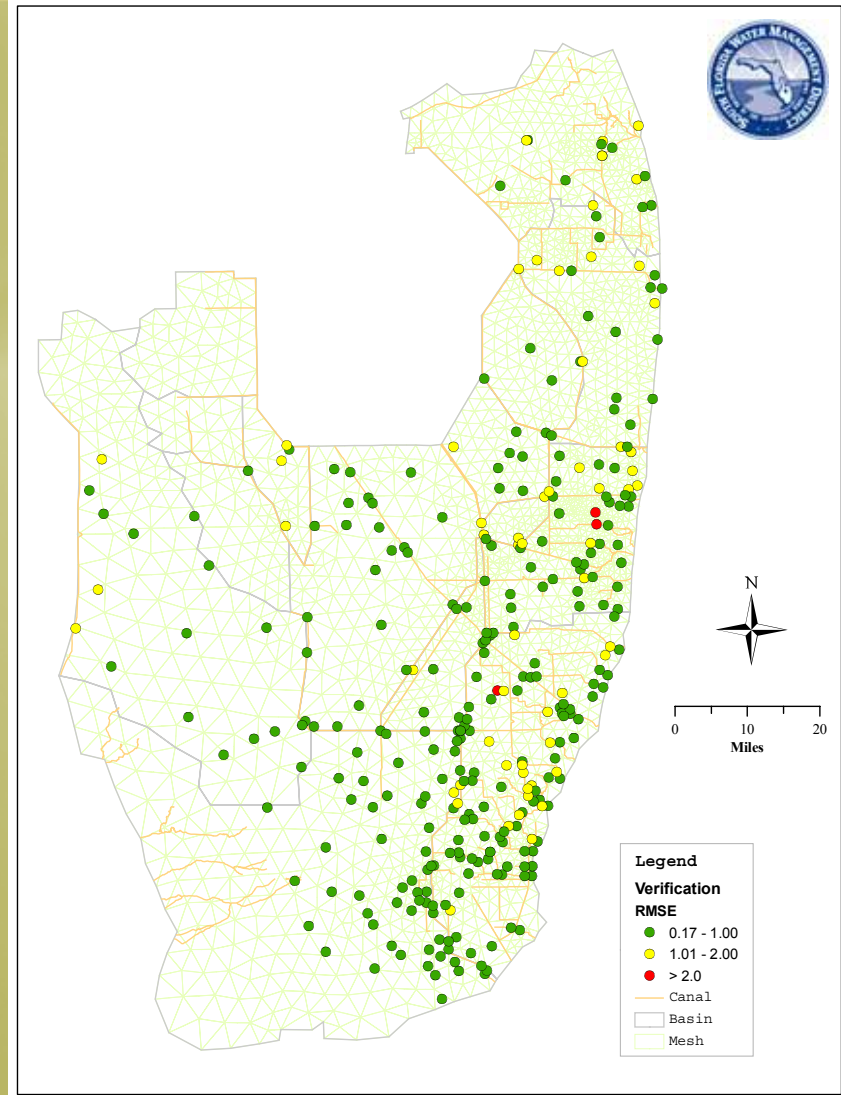 SOUTH FLORIDA WATER MANAGEMENT DISTRICT
N
0 10 20
Miles
Legend
Verification
RMSE
0.17 - 1.00
1.01 - 2.00
> 2.0
Canal
Basin
Mesh